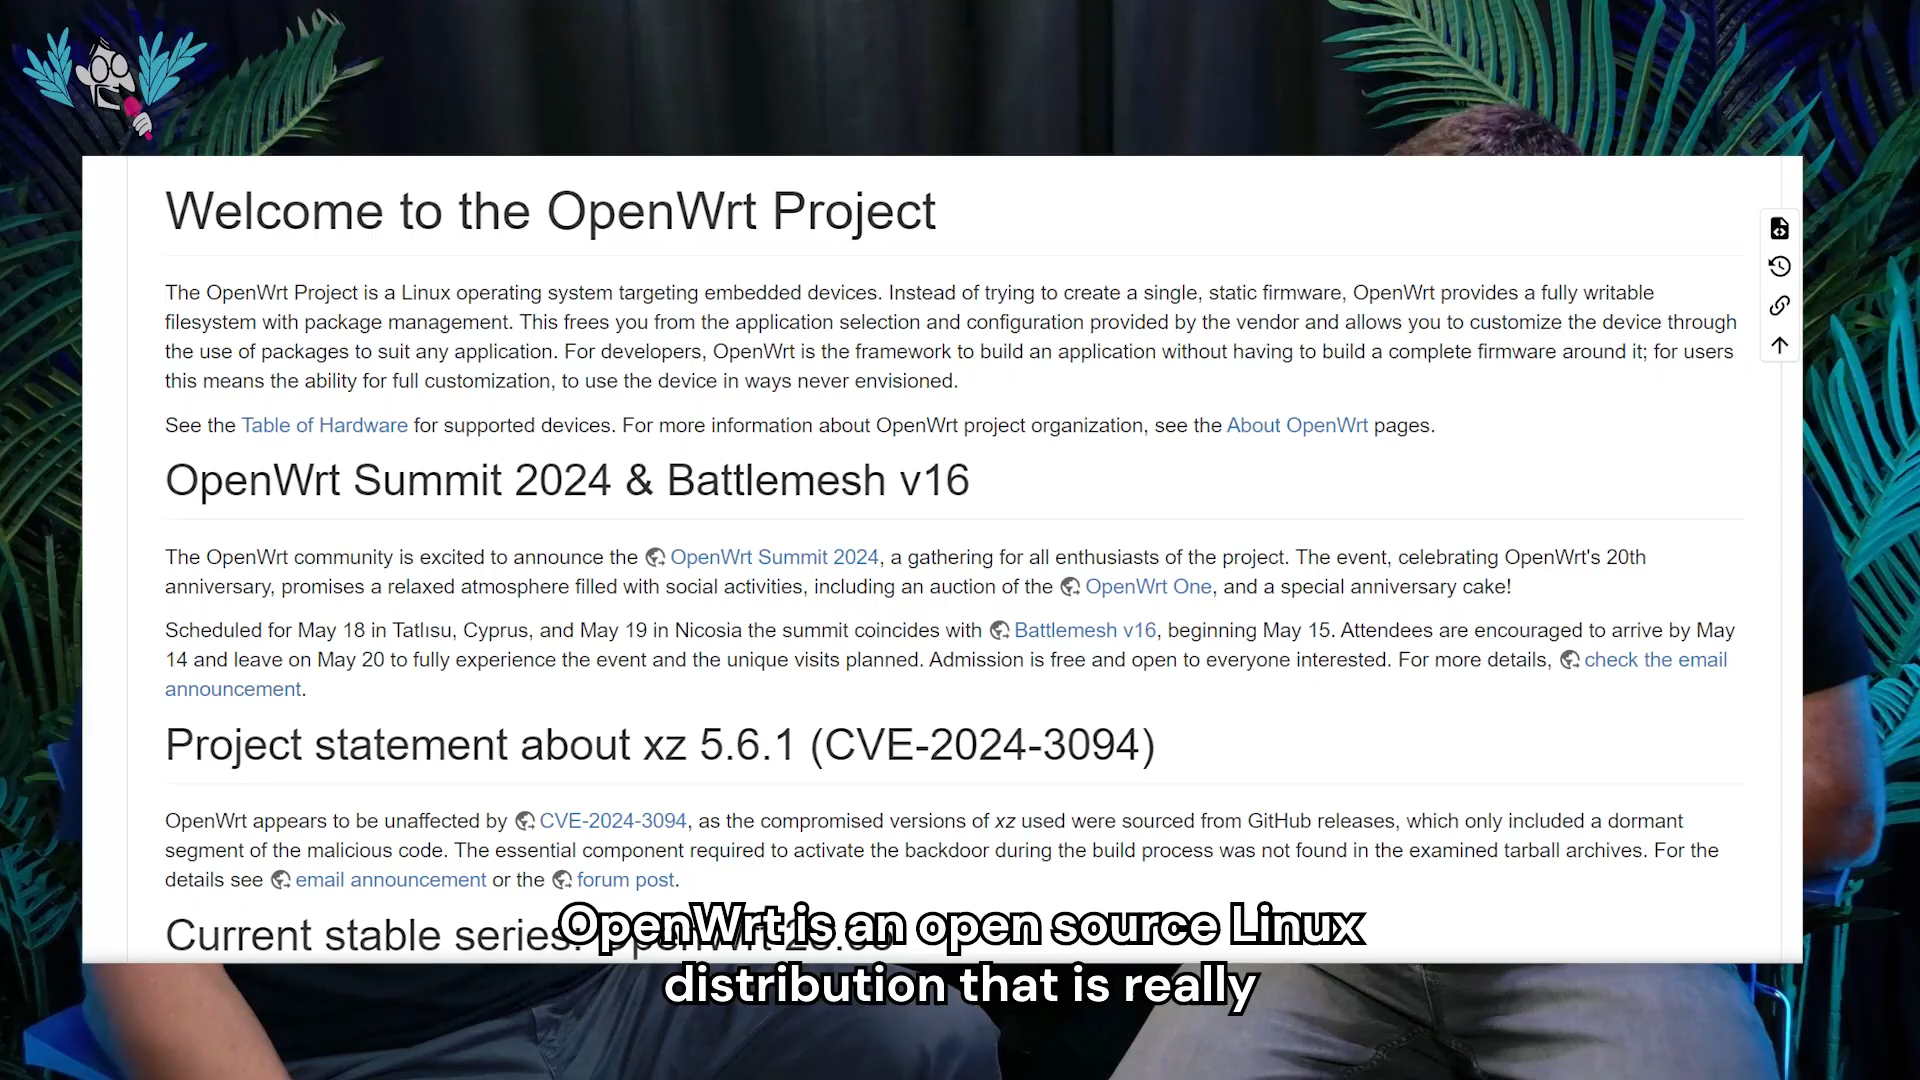 Welcome to the OpenWrt Project
The OpenWrt Project is a Linux operating system targeting embedded devices. Instead of trying to create a single, static firmware, OpenWrt provides a fully writable
filesystem with package management. This frees you from the application selection and configuration provided by the vendor and allows you to customize the device through
the use of packages to suit any application. For developers, OpenWrt is the framework to build an application without having to build a complete firmware around it; for users
this means the ability for full customization, to use the device in ways never envisioned.
See the Table of Hardware for supported devices. For more information about OpenWrt project organization, see the About OpenWrt pages.
OpenWrt Summit 2024 & Battlemesh v16
The OpenWrt community is excited to announce the OpenWrt Summit 2024, a gathering for all enthusiasts of the project. The event, celebrating OpenWrt's 20th
anniversary, promises a relaxed atmosphere filled with social activities, including an auction of the OpenWrt One, and a special anniversary cake!
Scheduled for May 18 in Tatlısu, Cyprus, and May 19 in Nicosia the summit coincides with Battlemesh v16, beginning May 15. Attendees are encouraged to arrive by May
14 and leave on May 20 to fully experience the event and the unique visits planned. Admission is free and open to everyone interested. For more details, check the email
announcement.
Project statement about xz 5.6.1 (CVE-2024-3094)
OpenWrt appears to be unaffected by CVE-2024-3094, as the compromised versions of xz used were sourced from GitHub releases, which only included a dormant
segment of the malicious code. The essential component required to activate the backdoor during the build process was not found in the examined tarball archives. For the
details see email announcement or the forum post.
Current stable series:
OpenWrt is an open source Linux
distribution that is really